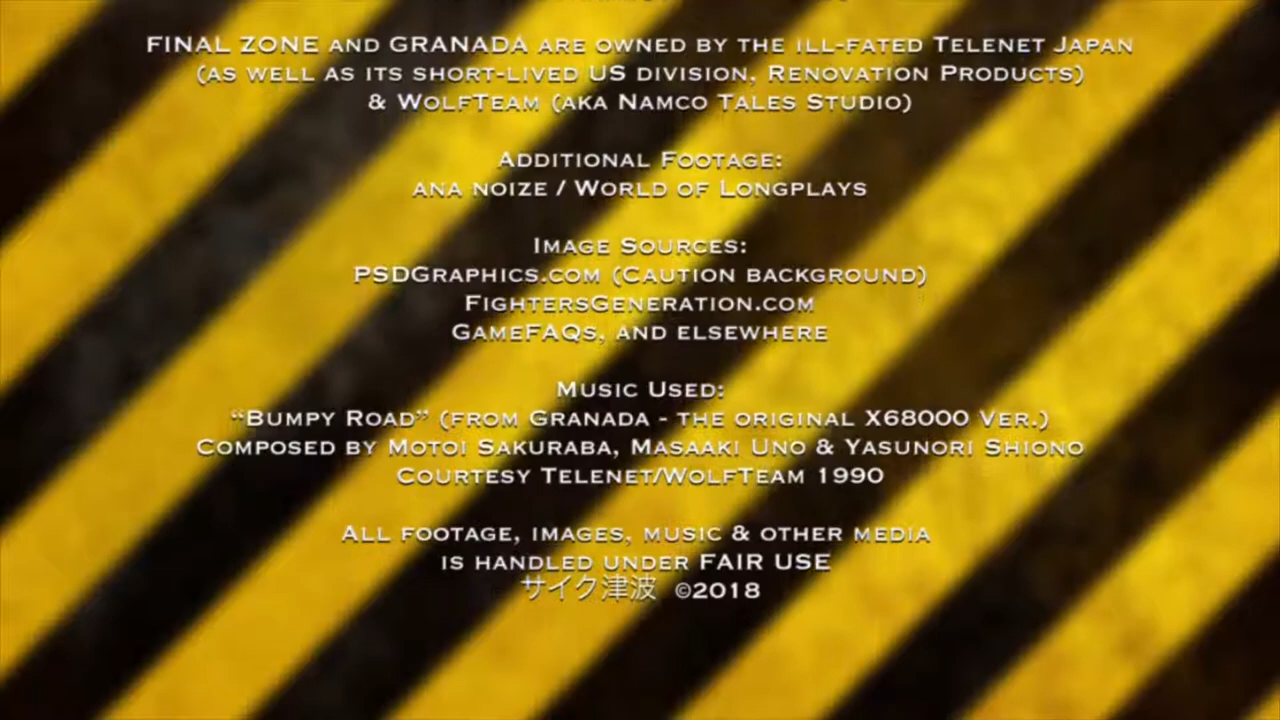 FINAL ZONE AND GRANADA ARE OWNED BY THE ILL-FATED TELENET JAPAN
(AS WELL AS ITS SHORT-LIVED US DIVISION, RENOVATION PRODUCTS)
& WOLFTEAM (AKA NAMCO TALES STUDIO)
ADDITIONAL FOOTAGE:
ANA NOIZE / WORLD OF LONGPLAYS
IMAGE SOURCES:
PSDGRAPHICS.COM (CAUTION BACKGROUND)
FIGHTERSGENERATION.COM
GAMEFAQS, AND ELSEWHERE
MUSIC USED:
“BUMPY ROAD” (FROM GRANADA - THE ORIGINAL X68000 VER.)
COMPOSED BY MOTOI SAKURABA, MASAAKI UNO & YASUNORI SHIONO
COURTESY TELENET/WOLFTEAM 1990
ALL FOOTAGE, IMAGES, MUSIC & OTHER MEDIA
IS HANDLED UNDER FAIR USE
サイク津波 ©2018